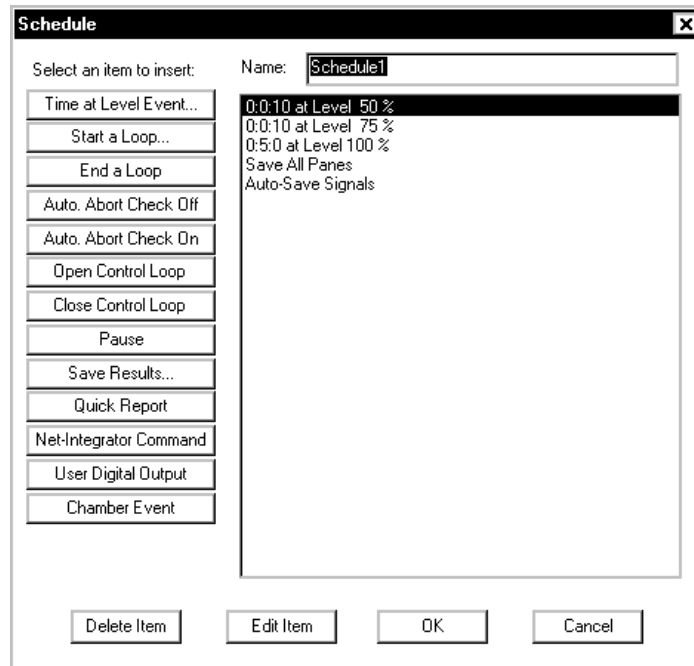 Schedule
Select an item to insert:
Name: Schedule1
Time at Level Event...
Start a Loop...
End a Loop
Auto. Abort Check Off
Auto. Abort Check On
Open Control Loop
Close Control Loop
Pause
Save Results...
Quick Report
Net-Integrator Command
User Digital Output
Chamber Event
0:0:10 at Level 50 %
0:0:10 at Level 75 %
0:5:0 at Level 100 %
Save All Panes
Auto-Save Signals
Delete Item
Edit Item
OK
Cancel